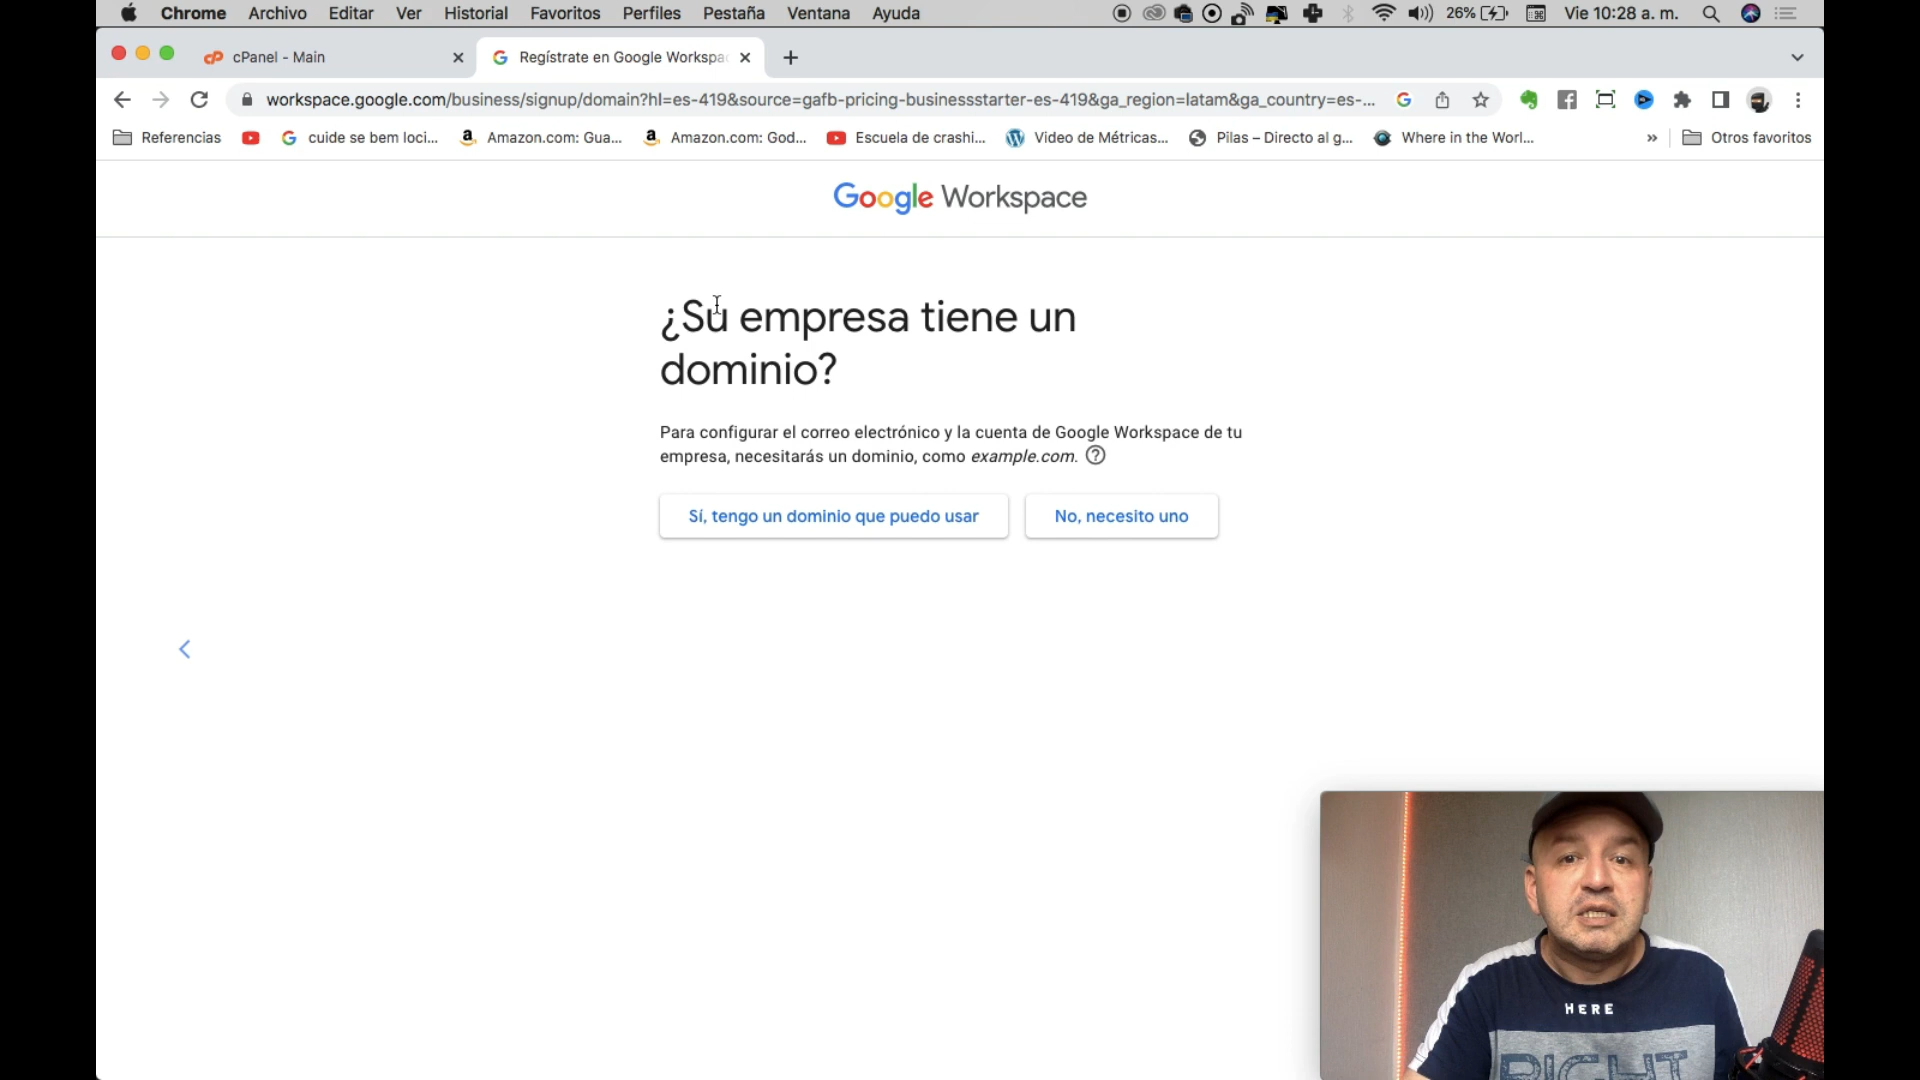 Chrome Archivo Editar Ver Historial Favoritos Perfiles Pestaña Ventana Ayuda 26% Vie 10:28 a. m.
cPanel - Main Regístrate en Google Workspac
workspace.google.com/business/signup/domain?hl=es-419&source=gafb-pricing-businessstarter-es-419&ga_region=latam&ga_country=es-...
Referencias cuide se bem loci... Amazon.com: Gua... Amazon.com: God... Escuela de crashi... Video de Métricas... Pilas – Directo al g... Where in the Worl... » Otros favoritos
Google Workspace
¿Su empresa tiene un
dominio?
Para configurar el correo electrónico y la cuenta de Google Workspace de tu
empresa, necesitarás un dominio, como example.com.
Sí, tengo un dominio que puedo usar No, necesito uno
HERE
RIGHT